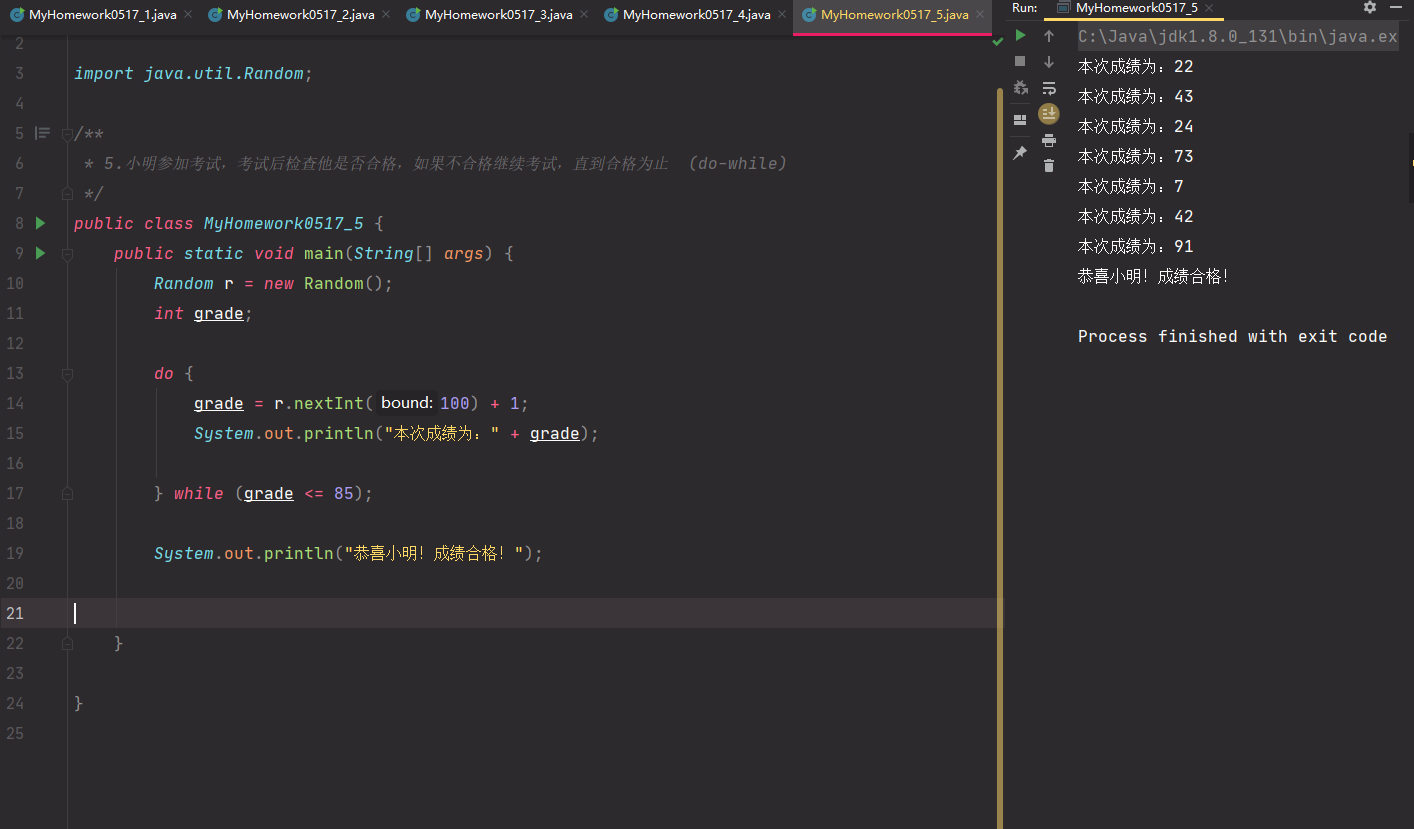 MyHomework0517_1.java MyHomework0517_2.java MyHomework0517_3.java MyHomework0517_4.java MyHomework0517_5.java
2
3 import java.util.Random;
4
5 /**
6 * 5.小明参加考试，考试后检查他是否合格，如果不合格继续考试，直到合格为止 (do-while)
7 */
8 public class MyHomework0517_5 {
9 public static void main(String[] args) {
10 Random r = new Random();
11 int grade;
12
13 do {
14 grade = r.nextInt( bound: 100) + 1;
15 System.out.println("本次成绩为：" + grade);
16
17 } while (grade <= 85);
18
19 System.out.println("恭喜小明！成绩合格！");
20
21
22 }
23
24 }
25
Run: MyHomework0517_5
C:\Java\jdk1.8.0_131\bin\java.ex
本次成绩为：22
本次成绩为：43
本次成绩为：24
本次成绩为：73
本次成绩为：7
本次成绩为：42
本次成绩为：91
恭喜小明！成绩合格！
Process finished with exit code